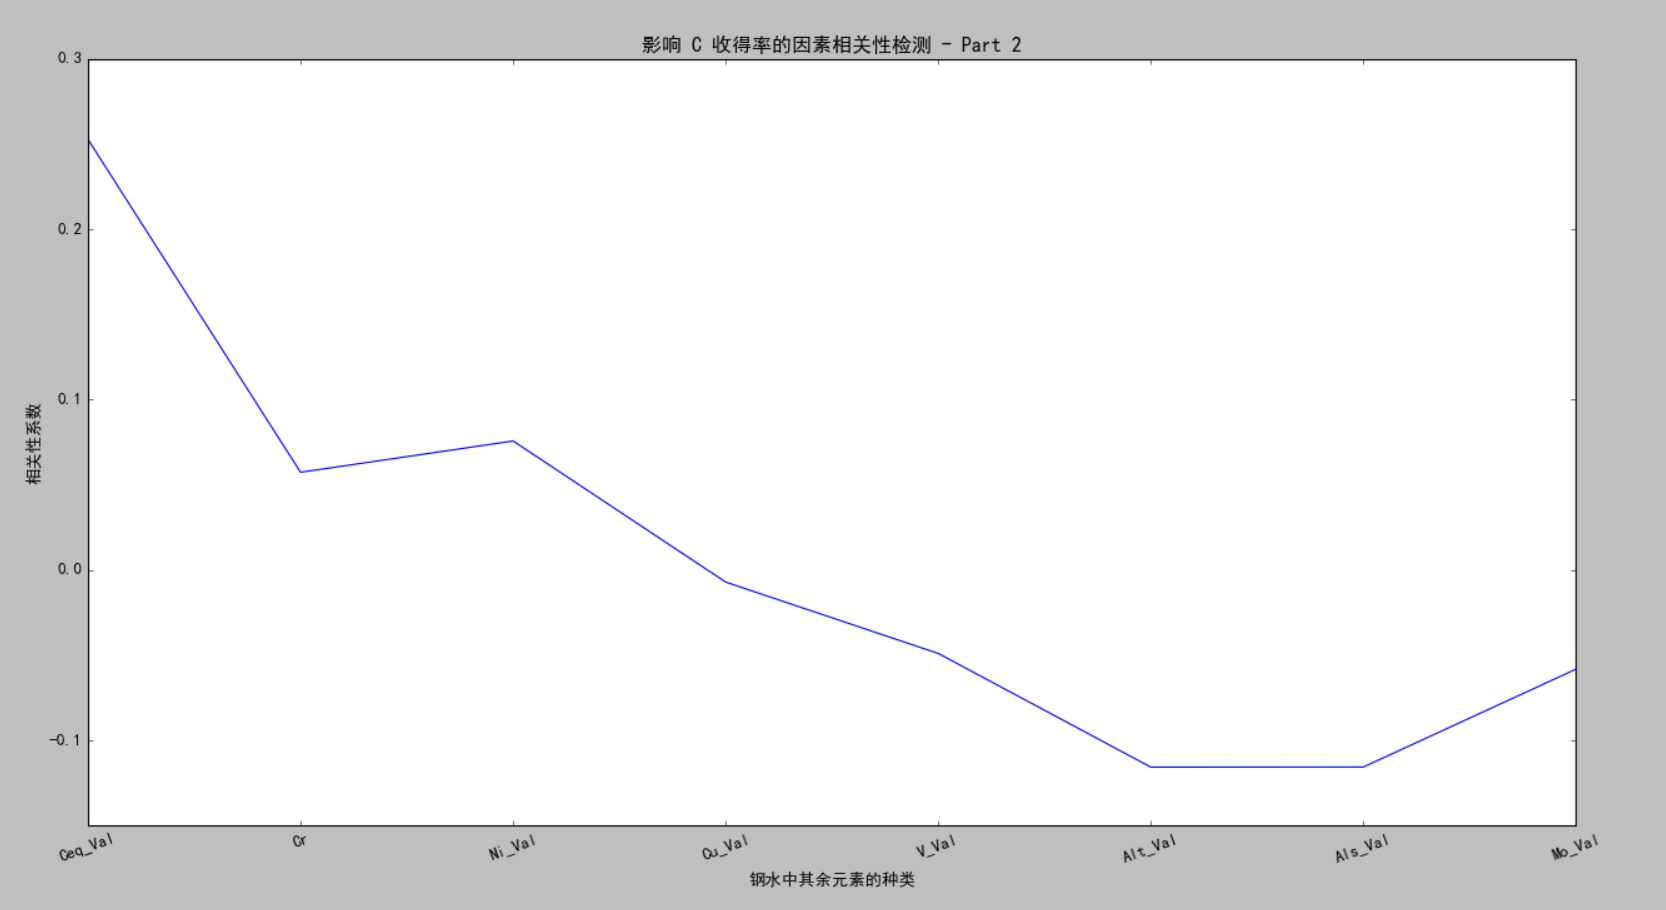 影响 C 收得率的因素相关性检测 - Part 2
0.3
0.2
0.1
0.0
-0.1
相关性系数
Ceq_Val
Cr
Ni_Val
Cu_Val
V_Val
Alt_Val
Als_Val
Mo_Val
钢水中其余元素的种类